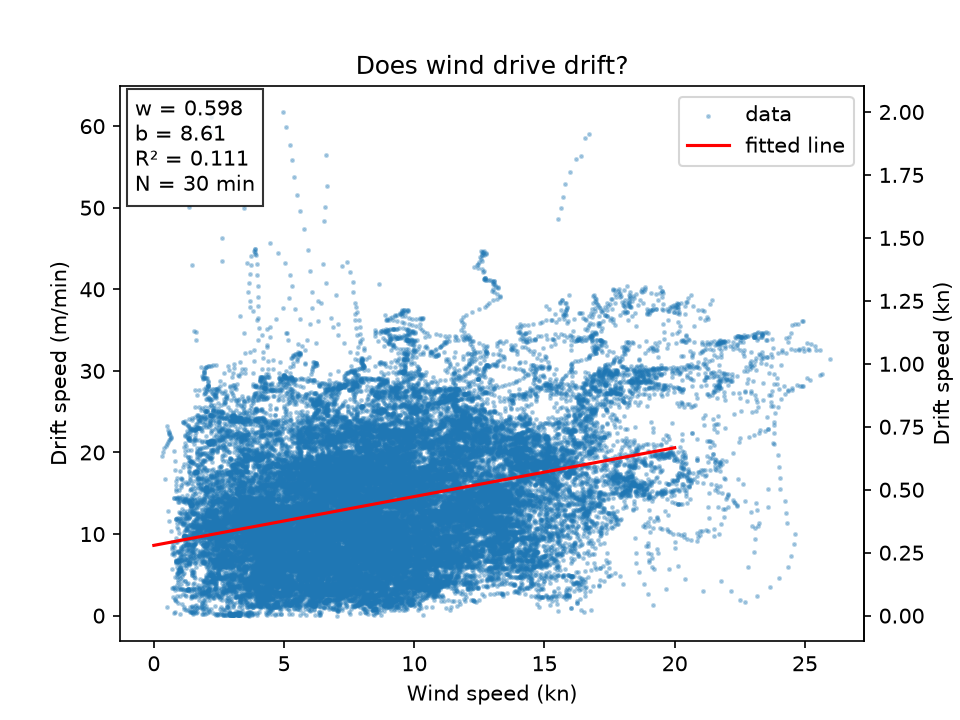 Does wind drive drift?
w = 0.598
b = 8.61
R² = 0.111
N = 30 min
data
fitted line
60
50
40
30
20
10
0
Drift speed (m/min)
2.00
1.75
1.50
1.25
1.00
0.75
0.50
0.25
0.00
Drift speed (kn)
0 5 10 15 20 25
Wind speed (kn)